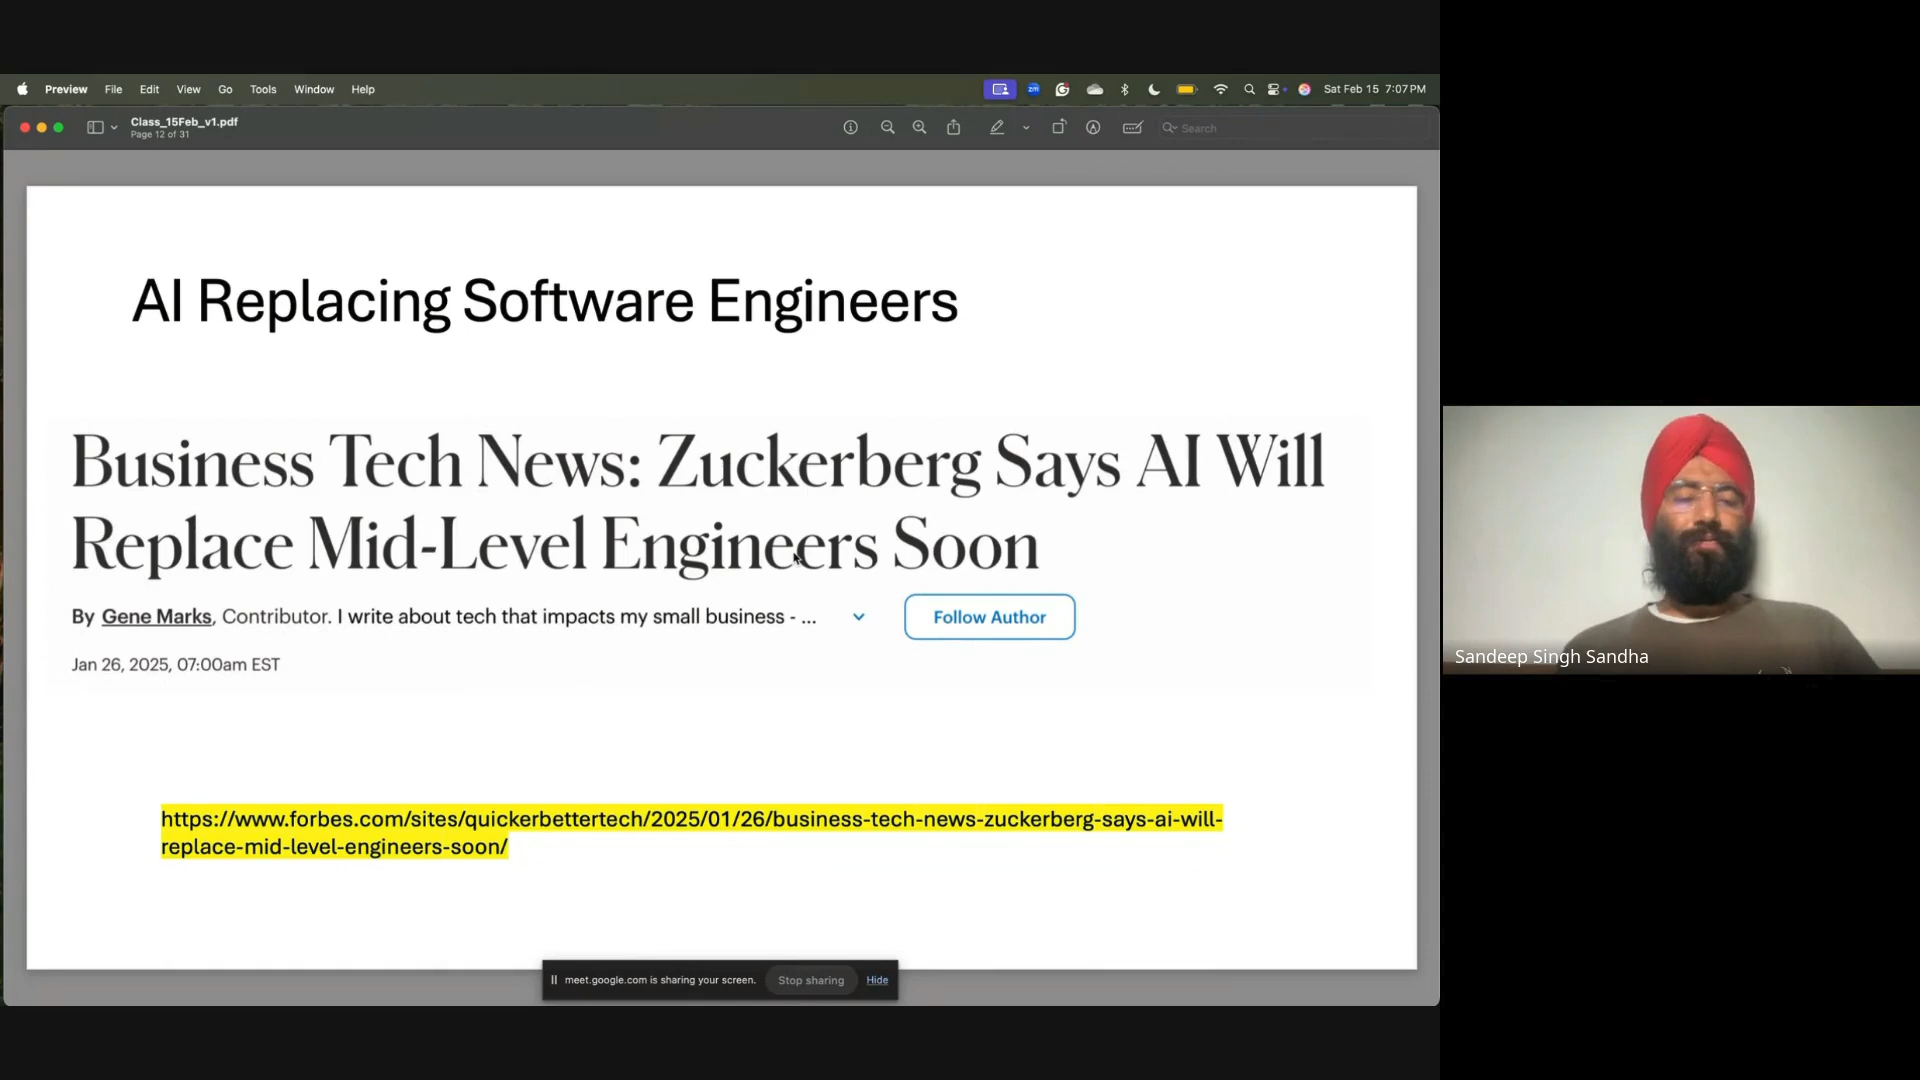 Preview File Edit View Go Tools Window Help
Sat Feb 15 7:07 PM
Class_15Feb_v1.pdf
Page 12 of 31
Search
AI Replacing Software Engineers
Business Tech News: Zuckerberg Says AI Will
Replace Mid-Level Engineers Soon
By Gene Marks, Contributor. I write about tech that impacts my small business - ...
Follow Author
Jan 26, 2025, 07:00am EST
https://www.forbes.com/sites/quickerbettertech/2025/01/26/business-tech-news-zuckerberg-says-ai-will-
replace-mid-level-engineers-soon/
meet.google.com is sharing your screen. Stop sharing Hide
Sandeep Singh Sandha